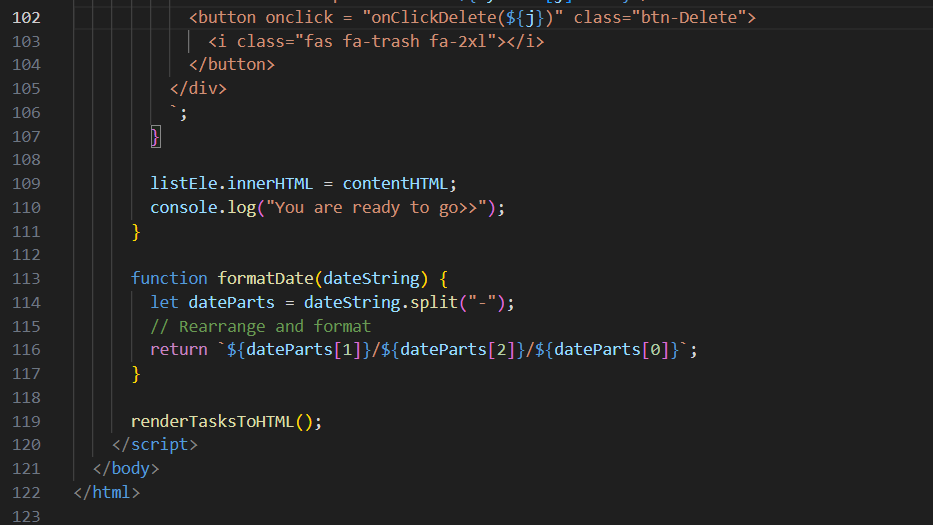 102 <button onclick = "onClickDelete(${j})" class="btn-Delete">
103 <i class="fas fa-trash fa-2xl"></i>
104 </button>
105 </div>
106 `;
107 }
108
109 listEle.innerHTML = contentHTML;
110 console.log("You are ready to go>>");
111 }
112
113 function formatDate(dateString) {
114 let dateParts = dateString.split("-");
115 // Rearrange and format
116 return `${dateParts[1]}/${dateParts[2]}/${dateParts[0]}`;
117 }
118
119 renderTasksToHTML();
120 </script>
121 </body>
122 </html>
123